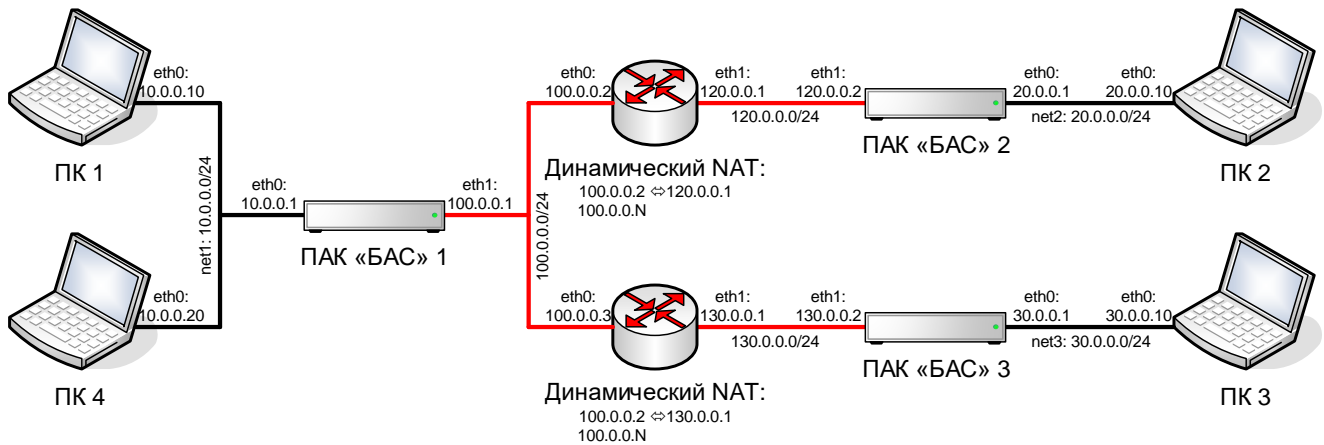 eth0:
10.0.0.10
ПК 1
net1: 10.0.0.0/24
eth0:
10.0.0.20
ПК 4
eth0:
10.0.0.1
ПАК «БАС» 1
eth1:
100.0.0.1
100.0.0.0/24
eth0:
100.0.0.2
eth1:
120.0.0.1
Динамический NAT:
100.0.0.2 ⇔120.0.0.1
100.0.0.N
120.0.0.0/24
eth1:
120.0.0.2
ПАК «БАС» 2
eth0:
20.0.0.1
net2: 20.0.0.0/24
eth0:
20.0.0.10
ПК 2
eth0:
100.0.0.3
eth1:
130.0.0.1
Динамический NAT:
100.0.0.2 ⇔130.0.0.1
100.0.0.N
130.0.0.0/24
eth1:
130.0.0.2
ПАК «БАС» 3
eth0:
30.0.0.1
net3: 30.0.0.0/24
eth0:
30.0.0.10
ПК 3